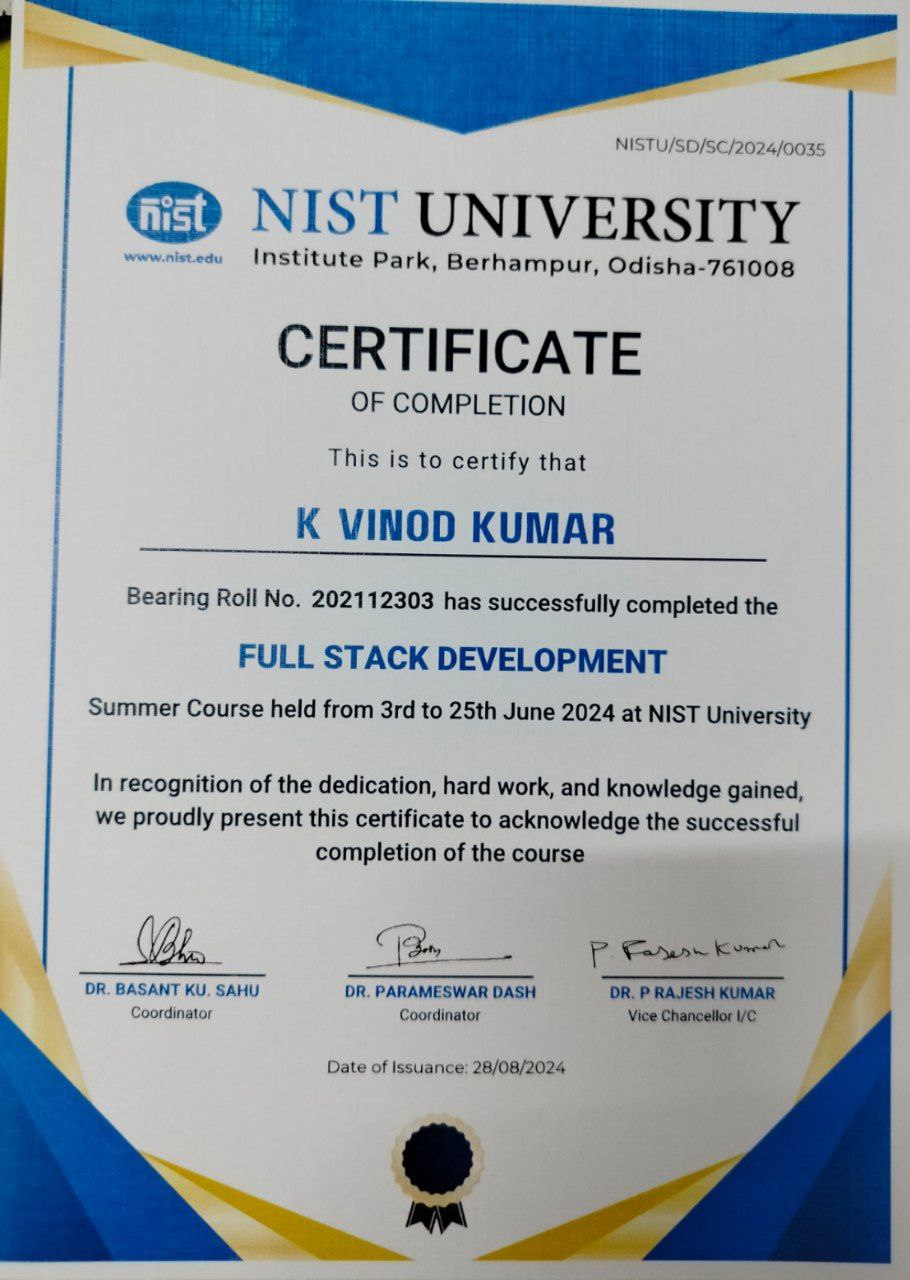 NISTU/SD/SC/2024/0035
nist
www.nist.edu
NIST UNIVERSITY
Institute Park, Berhampur, Odisha-761008
CERTIFICATE
OF COMPLETION
This is to certify that
K VINOD KUMAR
Bearing Roll No. 202112303 has successfully completed the
FULL STACK DEVELOPMENT
Summer Course held from 3rd to 25th June 2024 at NIST University
In recognition of the dedication, hard work, and knowledge gained,
we proudly present this certificate to acknowledge the successful
completion of the course
P. Rajesh Kumar
DR. BASANT KU. SAHU
Coordinator
DR. PARAMESWAR DASH
Coordinator
DR. P RAJESH KUMAR
Vice Chancellor I/C
Date of Issuance: 28/08/2024